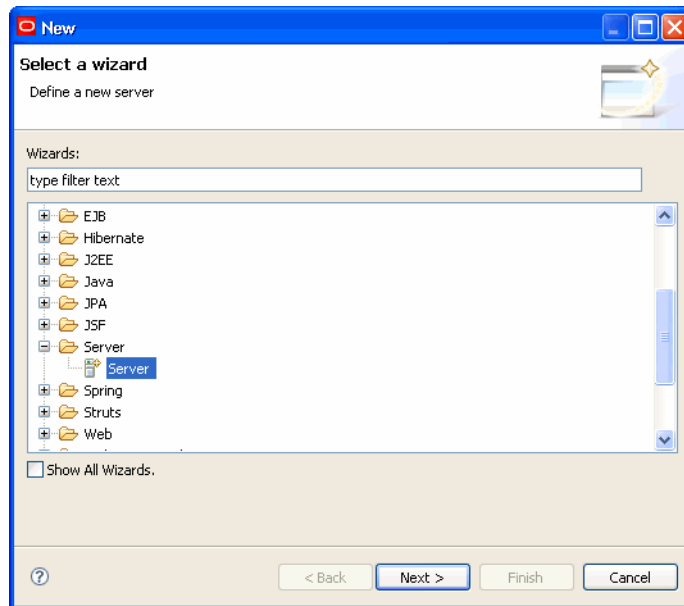 New
Select a wizard
Define a new server
Wizards:
type filter text
EJB
Hibernate
J2EE
Java
JPA
JSF
Server
Server
Spring
Struts
Web
Show All Wizards.
< Back Next > Finish Cancel